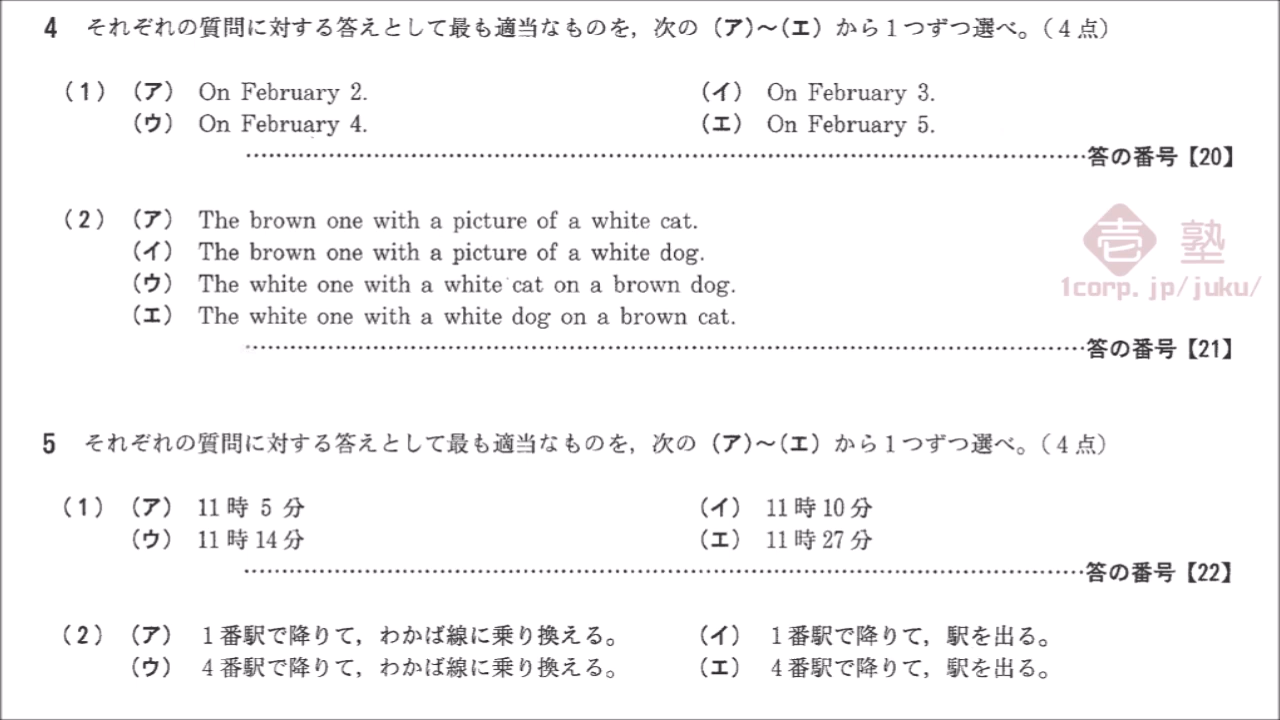 4 それぞれの質問に対する答えとして最も適当なものを，次の（ア）～（エ）から１つずつ選べ。（４点）
（１）（ア） On February 2. （イ） On February 3.
（ウ） On February 4. （エ） On February 5.
答の番号【20】
（２）（ア） The brown one with a picture of a white cat.
（イ） The brown one with a picture of a white dog.
（ウ） The white one with a white cat on a brown dog.
（エ） The white one with a white dog on a brown cat.
答の番号【21】
壱 塾
1corp.jp/juku/
5 それぞれの質問に対する答えとして最も適当なものを，次の（ア）～（エ）から１つずつ選べ。（４点）
（１）（ア） 11時 5 分 （イ） 11時10分
（ウ） 11時14分 （エ） 11時27分
答の番号【22】
（２）（ア） １番駅で降りて，わかば線に乗り換える。 （イ） １番駅で降りて，駅を出る。
（ウ） ４番駅で降りて，わかば線に乗り換える。 （エ） ４番駅で降りて，駅を出る。